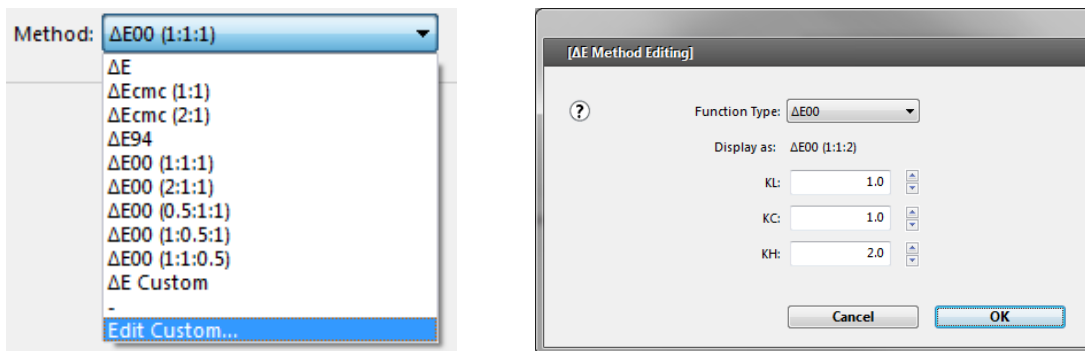 Method: ΔE00 (1:1:1)
ΔE
ΔEcmc (1:1)
ΔEcmc (2:1)
ΔE94
ΔE00 (1:1:1)
ΔE00 (2:1:1)
ΔE00 (0.5:1:1)
ΔE00 (1:0.5:1)
ΔE00 (1:1:0.5)
ΔE Custom
-
Edit Custom...
[ΔE Method Editing]
?
Function Type: ΔE00
Display as: ΔE00 (1:1:2)
KL: 1.0
KC: 1.0
KH: 2.0
Cancel OK